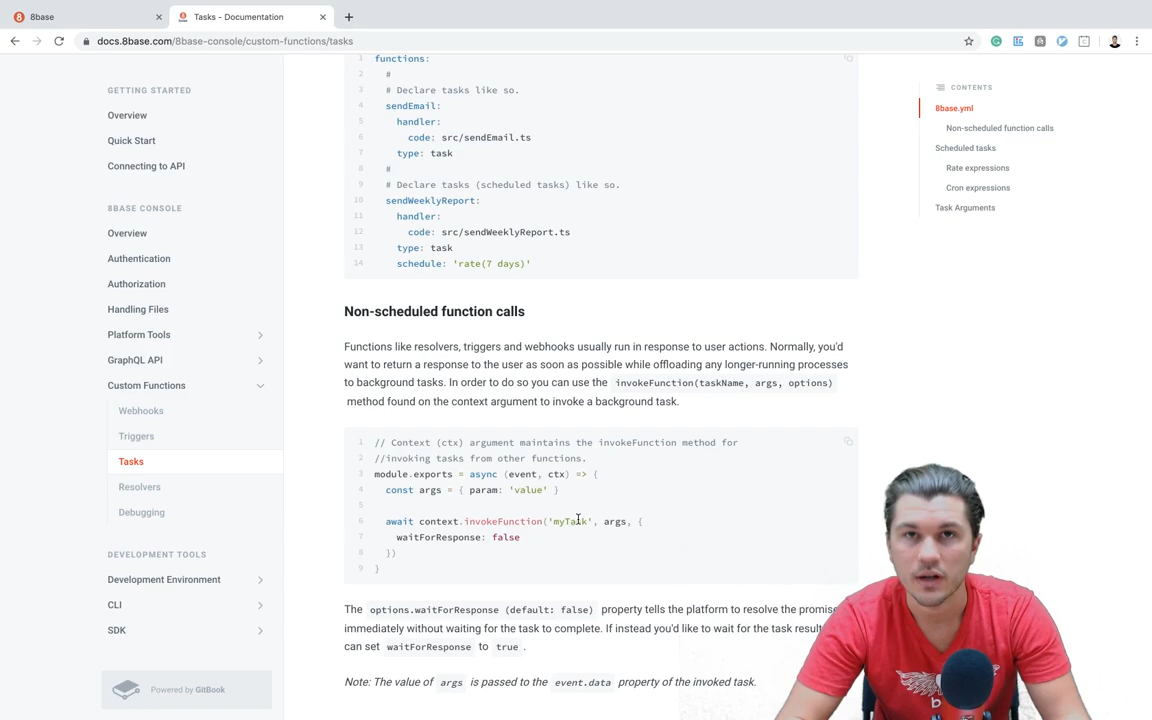 8base
Tasks - Documentation
docs.8base.com/8base-console/custom-functions/tasks
GETTING STARTED
Overview
Quick Start
Connecting to API
8BASE CONSOLE
Overview
Authentication
Authorization
Handling Files
Platform Tools
GraphQL API
Custom Functions
Webhooks
Triggers
Tasks
Resolvers
Debugging
DEVELOPMENT TOOLS
Development Environment
CLI
SDK
Powered by GitBook
1 functions:
2 #
3 # Declare tasks like so.
4 sendEmail:
5 handler:
6 code: src/sendEmail.ts
7 type: task
8 #
9 # Declare tasks (scheduled tasks) like so.
10 sendWeeklyReport:
11 handler:
12 code: src/sendWeeklyReport.ts
13 type: task
14 schedule: 'rate(7 days)'
Non-scheduled function calls
Functions like resolvers, triggers and webhooks usually run in response to user actions. Normally, you'd
want to return a response to the user as soon as possible while offloading any longer-running processes
to background tasks. In order to do so you can use the invokeFunction(taskName, args, options)
method found on the context argument to invoke a background task.
1 // Context (ctx) argument maintains the invokeFunction method for
2 //invoking tasks from other functions.
3 module.exports = async (event, ctx) => {
4 const args = { param: 'value' }
5
6 await context.invokeFunction('myTask', args, {
7 waitForResponse: false
8 })
9 }
The options.waitForResponse (default: false) property tells the platform to resolve the promise
immediately without waiting for the task to complete. If instead you'd like to wait for the task result
can set waitForResponse to true .
Note: The value of args is passed to the event.data property of the invoked task.
CONTENTS
8base.yml
Non-scheduled function calls
Scheduled tasks
Rate expressions
Cron expressions
Task Arguments